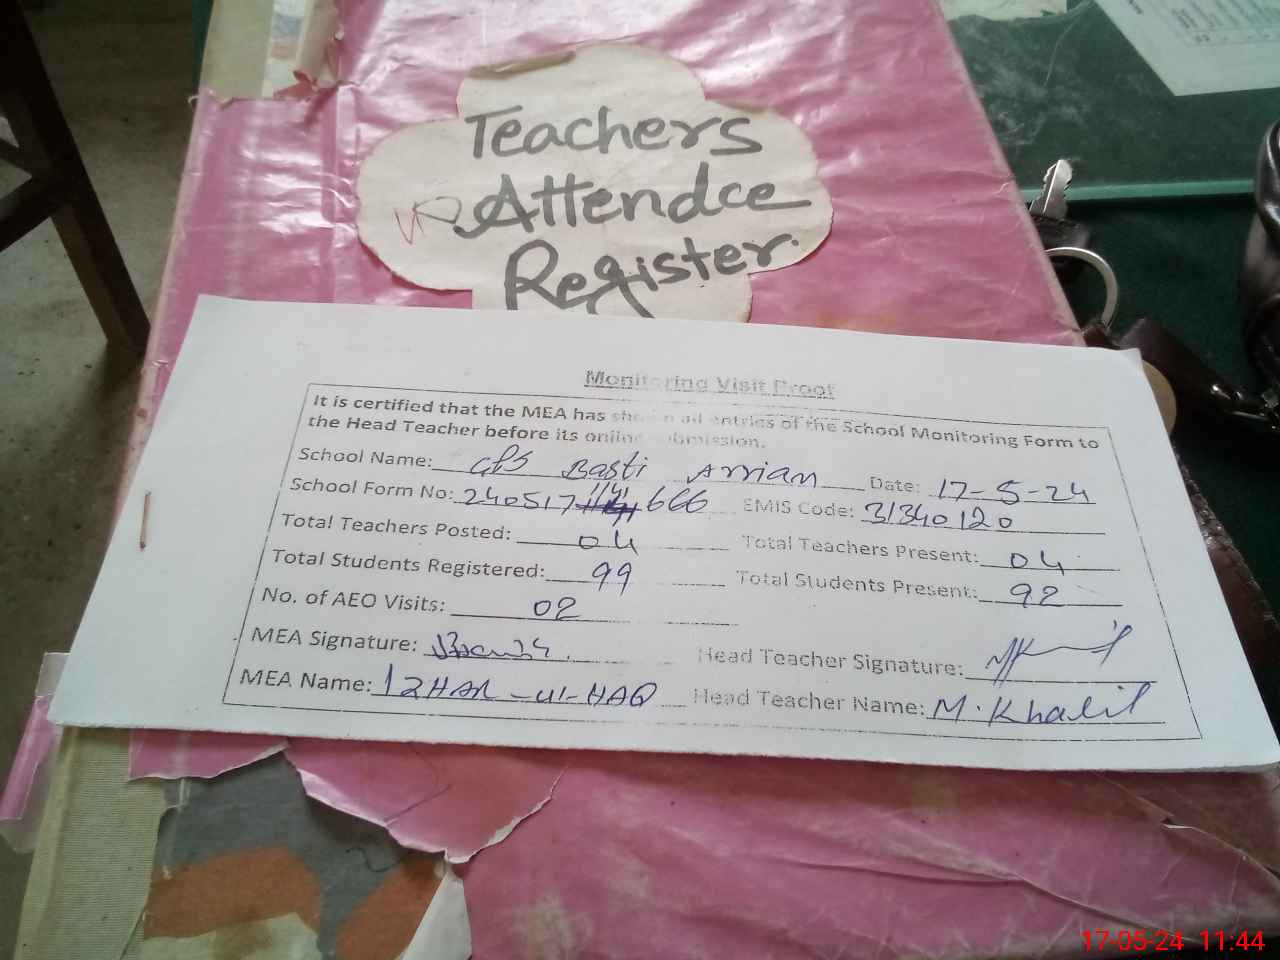 Teachers
Attendce
Register.
Monitoring Visit Proof
It is certified that the MEA has shown all entries of the School Monitoring Form to
the Head Teacher before its online submission.
School Name: GPS Basti Arrian Date: 17-5-24
School Form No: 240517 666 EMIS Code: 31340120
Total Teachers Posted: 04 Total Teachers Present: 04
Total Students Registered: 99 Total Students Present: 92
No. of AEO Visits: 02
MEA Signature: Head Teacher Signature:
MEA Name: IZHAR-ul-HAQ Head Teacher Name: M. Khalil
17-05-24 11:44